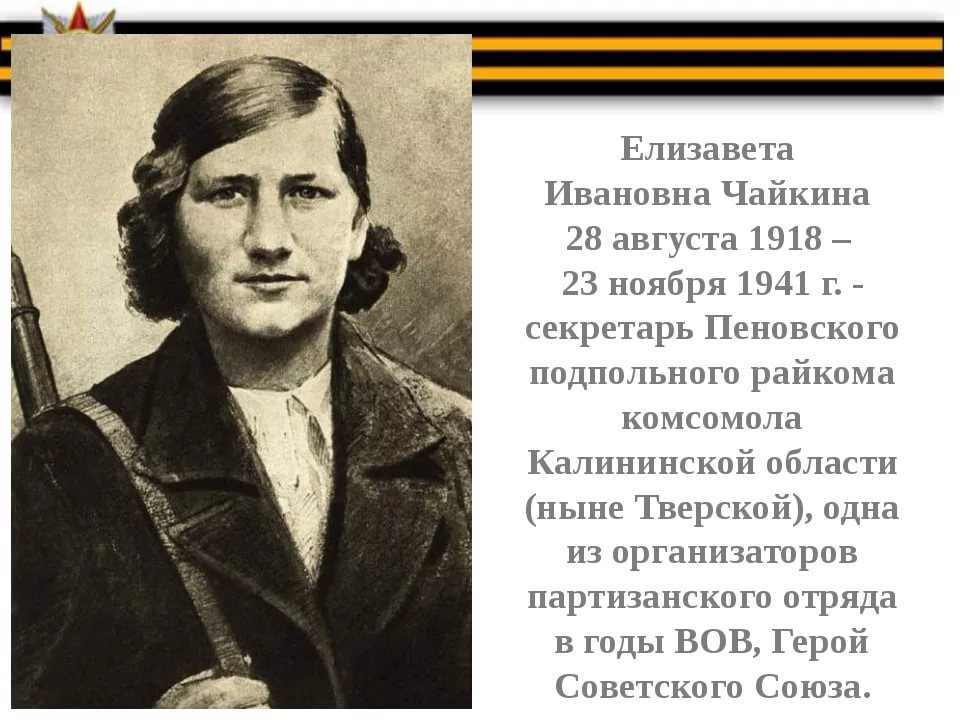 Елизавета
Ивановна Чайкина
28 августа 1918 –
23 ноября 1941 г. -
секретарь Пеновского
подпольного райкома
комсомола
Калининской области
(ныне Тверской), одна
из организаторов
партизанского отряда
в годы ВОВ, Герой
Советского Союза.